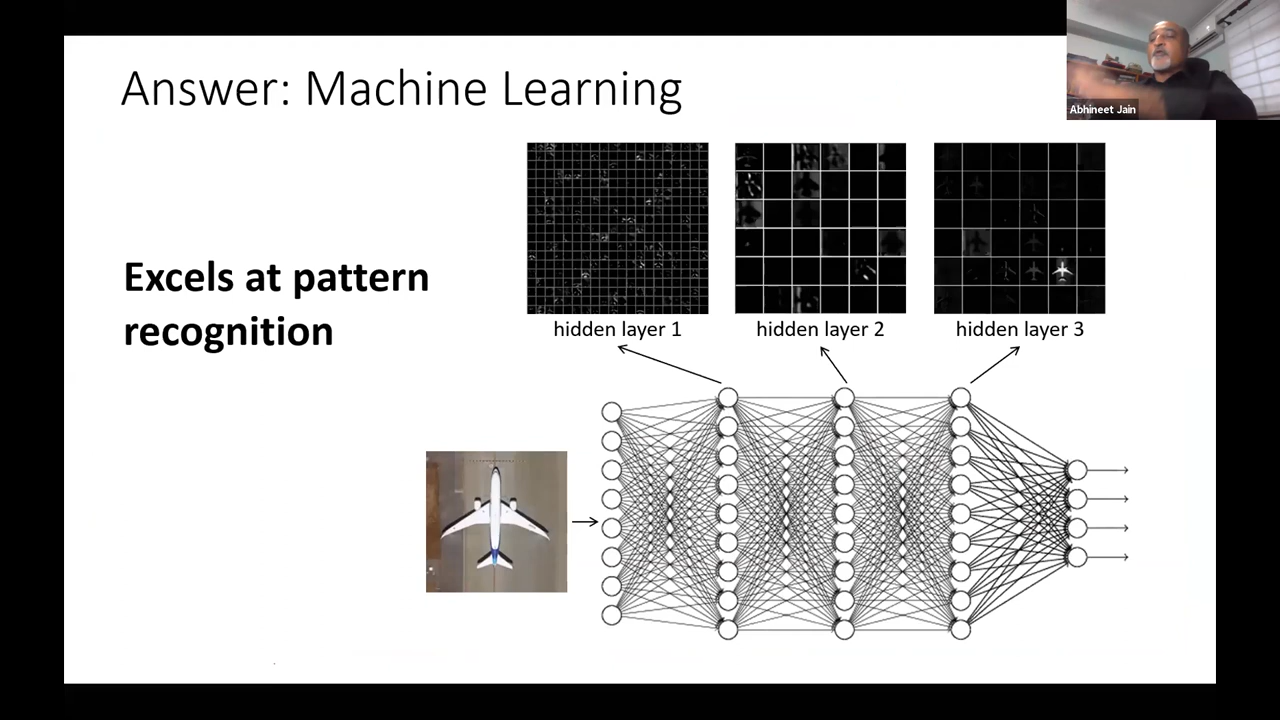 Answer: Machine Learning
Abhineet Jain
Excels at pattern
recognition
hidden layer 1
hidden layer 2
hidden layer 3